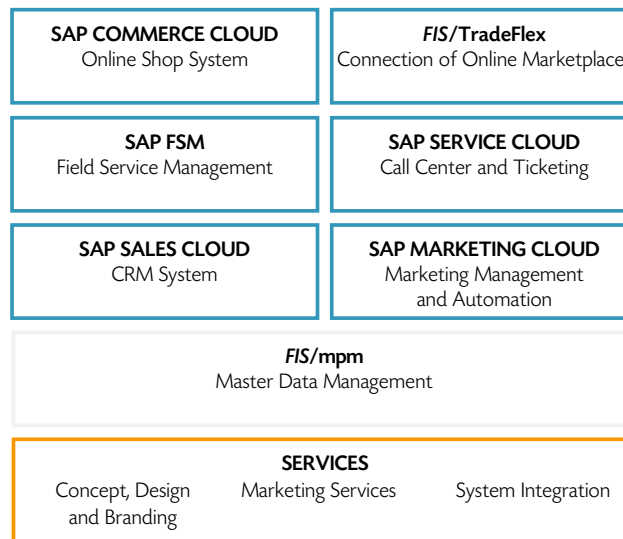 SAP COMMERCE CLOUD
Online Shop System
FIS/TradeFlex
Connection of Online Marketplace
SAP FSM
Field Service Management
SAP SERVICE CLOUD
Call Center and Ticketing
SAP SALES CLOUD
CRM System
SAP MARKETING CLOUD
Marketing Management
and Automation
FIS/mpm
Master Data Management
SERVICES
Concept, Design
and Branding
Marketing Services
System Integration